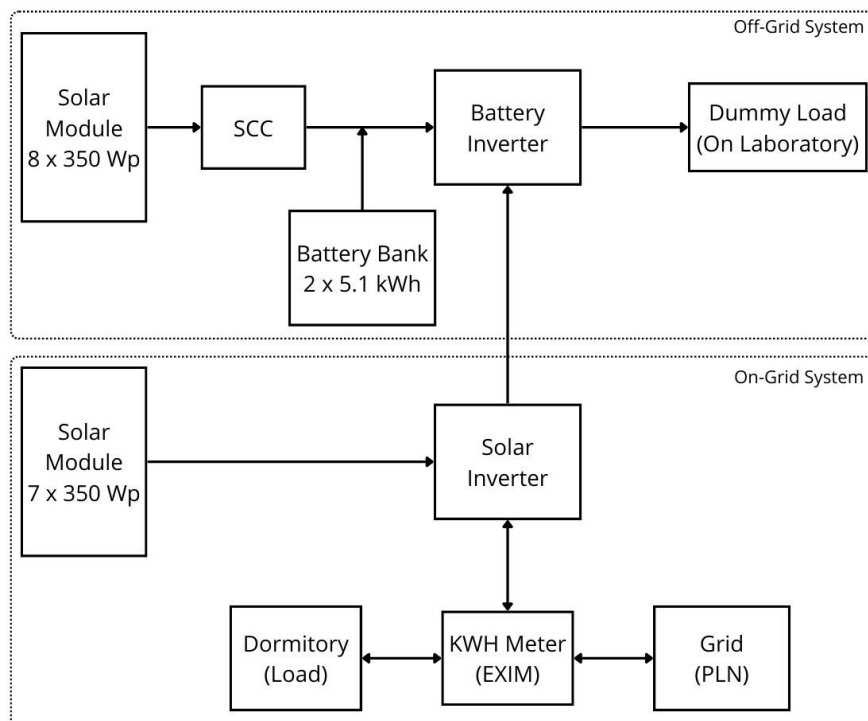 Off-Grid System
Solar
Module
8 x 350 Wp
SCC
Battery
Inverter
Dummy Load
(On Laboratory)
Battery Bank
2 x 5.1 kWh
On-Grid System
Solar
Module
7 x 350 Wp
Solar
Inverter
Dormitory
(Load)
KWH Meter
(EXIM)
Grid
(PLN)